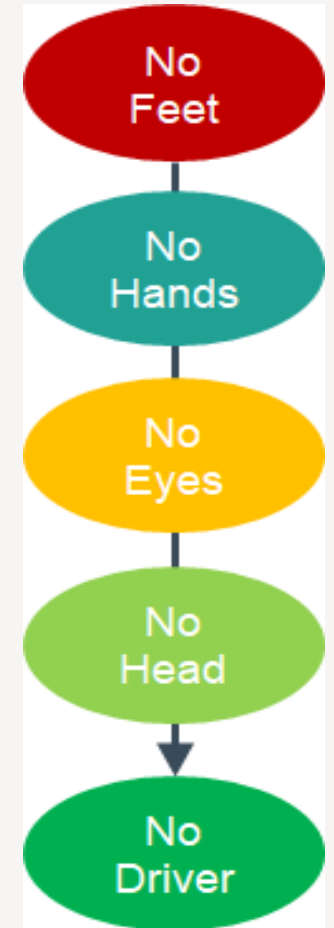 No
Feet
No
Hands
No
Eyes
No
Head
No
Driver